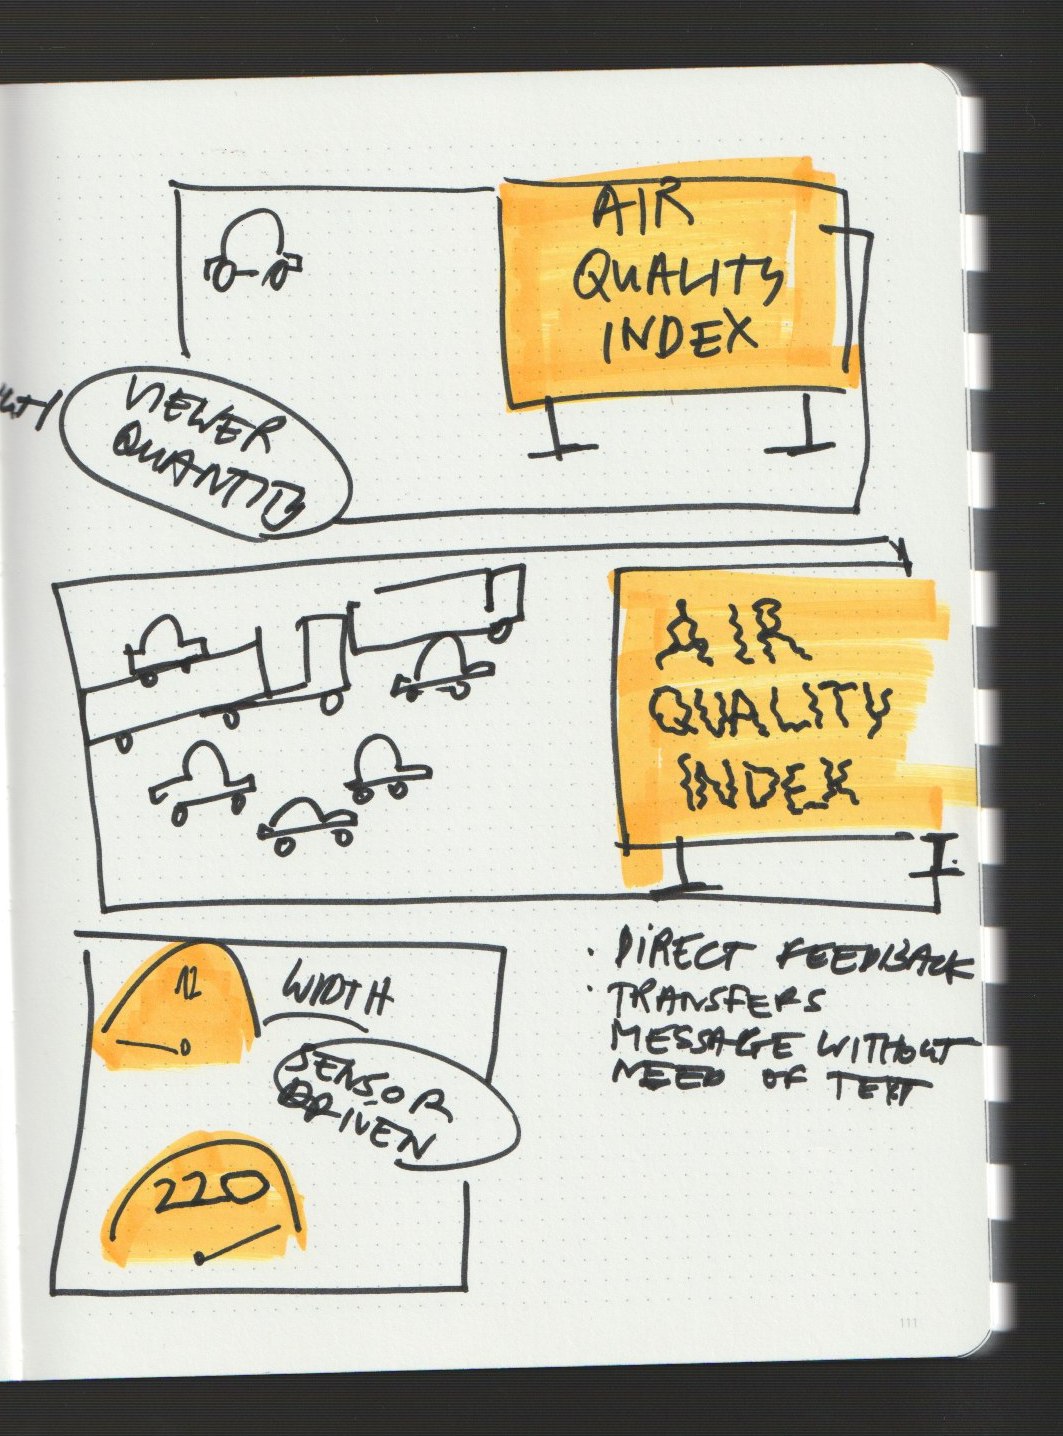 AIR
QUALITY
INDEX
VIEWER
QUANTITY
AIR
QUALITY
INDEX
12
WIDTH
SENSOR
DRIVEN
220
· DIRECT FEEDBACK
· TRANSFERS
MESSAGE WITHOUT
NEED OF TEXT
111